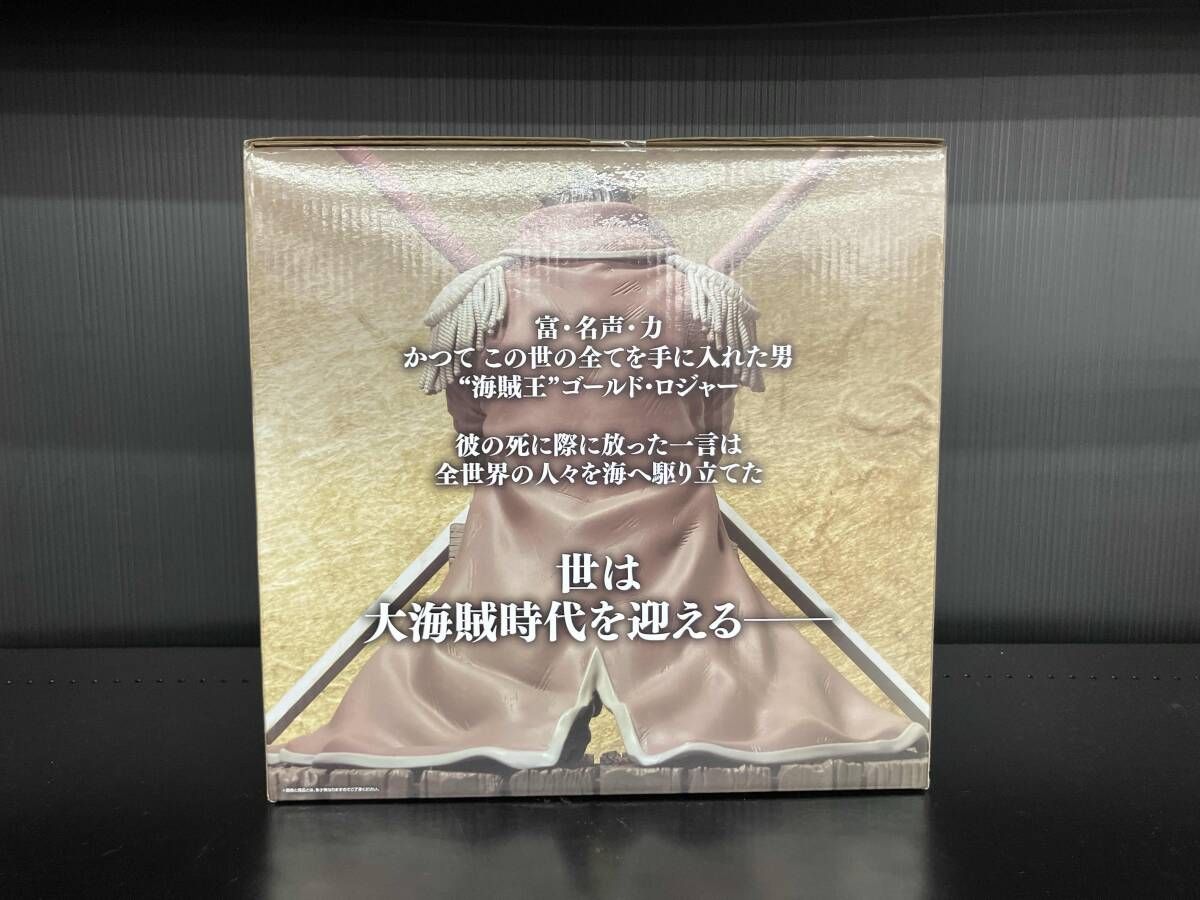 富・名声・力
かつて この世の全てを手に入れた男
“海賊王”ゴールド・ロジャー
彼の死に際に放った一言は
全世界の人々を海へ駆り立てた
世は
大海賊時代を迎える──